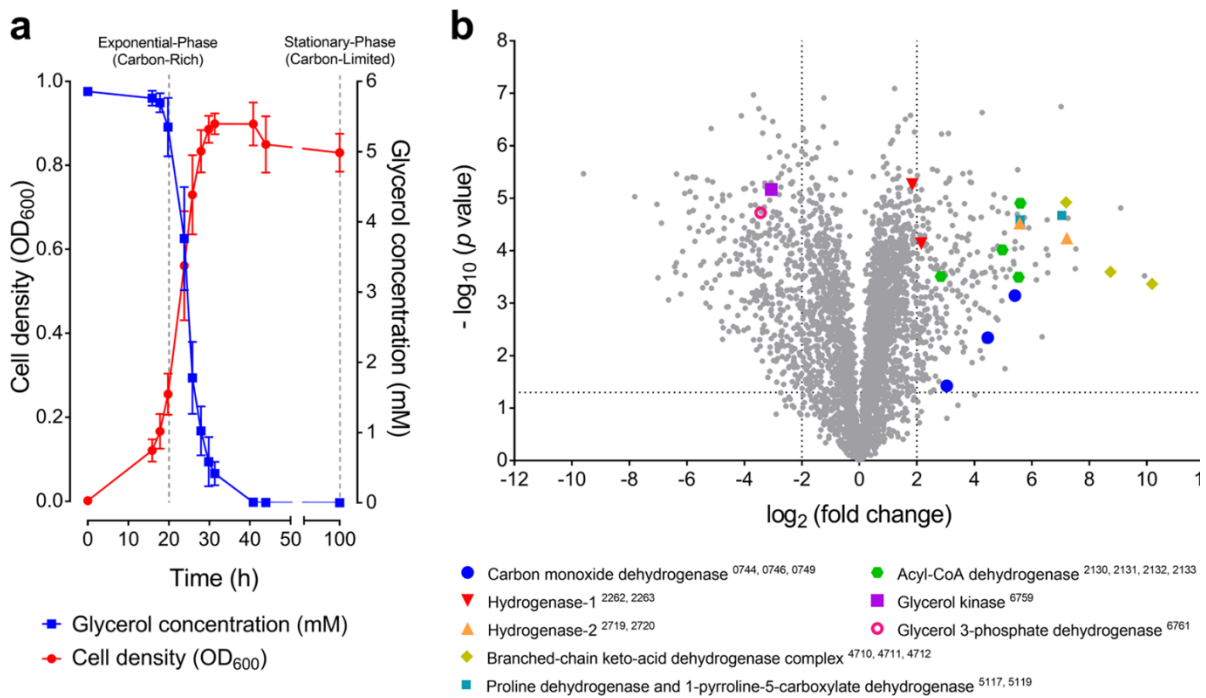 a
Exponential-Phase
(Carbon-Rich)
Stationary-Phase
(Carbon-Limited)
1.0
0.8
0.6
0.4
0.2
0.0
Cell density (OD600)
6
5
4
3
2
1
0
Glycerol concentration (mM)
0 10 20 30 40 50 100
Time (h)
Glycerol concentration (mM)
Cell density (OD600)
b
8
7
6
5
4
3
2
1
0
- log10 (p value)
-12 -10 -8 -6 -4 -2 0 2 4 6 8 10 1
log2 (fold change)
Carbon monoxide dehydrogenase 0744, 0746, 0749
Hydrogenase-1 2262, 2263
Hydrogenase-2 2719, 2720
Branched-chain keto-acid dehydrogenase complex 4710, 4711, 4712
Proline dehydrogenase and 1-pyrroline-5-carboxylate dehydrogenase 5117, 5119
Acyl-CoA dehydrogenase 2130, 2131, 2132, 2133
Glycerol kinase 6759
Glycerol 3-phosphate dehydrogenase 6761